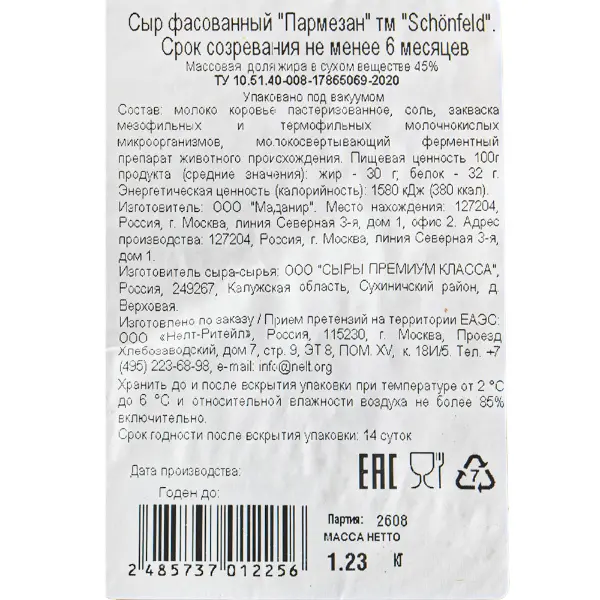 Сыр фасованный "Пармезан" тм "Schönfeld".
Срок созревания не менее 6 месяцев
Массовая доля жира в сухом веществе 45%
ТУ 10.51.40-008-17865069-2020
Упаковано под вакуумом
Состав: молоко коровье пастеризованное, соль, закваска
мезофильных и термофильных молочнокислых
микроорганизмов, молокосвертывающий ферментный
препарат животного происхождения. Пищевая ценность 100г
продукта (средние значения): жир - 30 г; белок - 32 г.
Энергетическая ценность (калорийность): 1580 кДж (380 ккал).
Изготовитель: ООО "Маданир". Место нахождения: 127204,
Россия, г. Москва, линия Северная 3-я, дом 1, офис 2. Адрес
производства: 127204, Россия, г. Москва, линия Северная 3-я,
дом 1.
Изготовитель сыра-сырья: ООО "СЫРЫ ПРЕМИУМ КЛАССА",
Россия, 249267, Калужская область, Сухиничский район, д.
Верховая.
Изготовлено по заказу / Прием претензий на территории ЕАЭС:
ООО «Нелт-Ритейл», Россия, 115230, г. Москва, Проезд
Хлебозаводский, дом 7, стр. 9, ЭТ 8, ПОМ. XV, к. 18И/5. Тел. +7
(495) 223-68-98, e-mail: info@nelt.org
Хранить до и после вскрытия упаковки при температуре от 2 °С
до 6 °С и относительной влажности воздуха не более 85%
включительно.
Срок годности после вскрытия упаковки: 14 суток
Дата производства:
Годен до:
EAC
7
Партия: 2608
МАССА НЕТТО
1.23 КГ
2 485737 012256